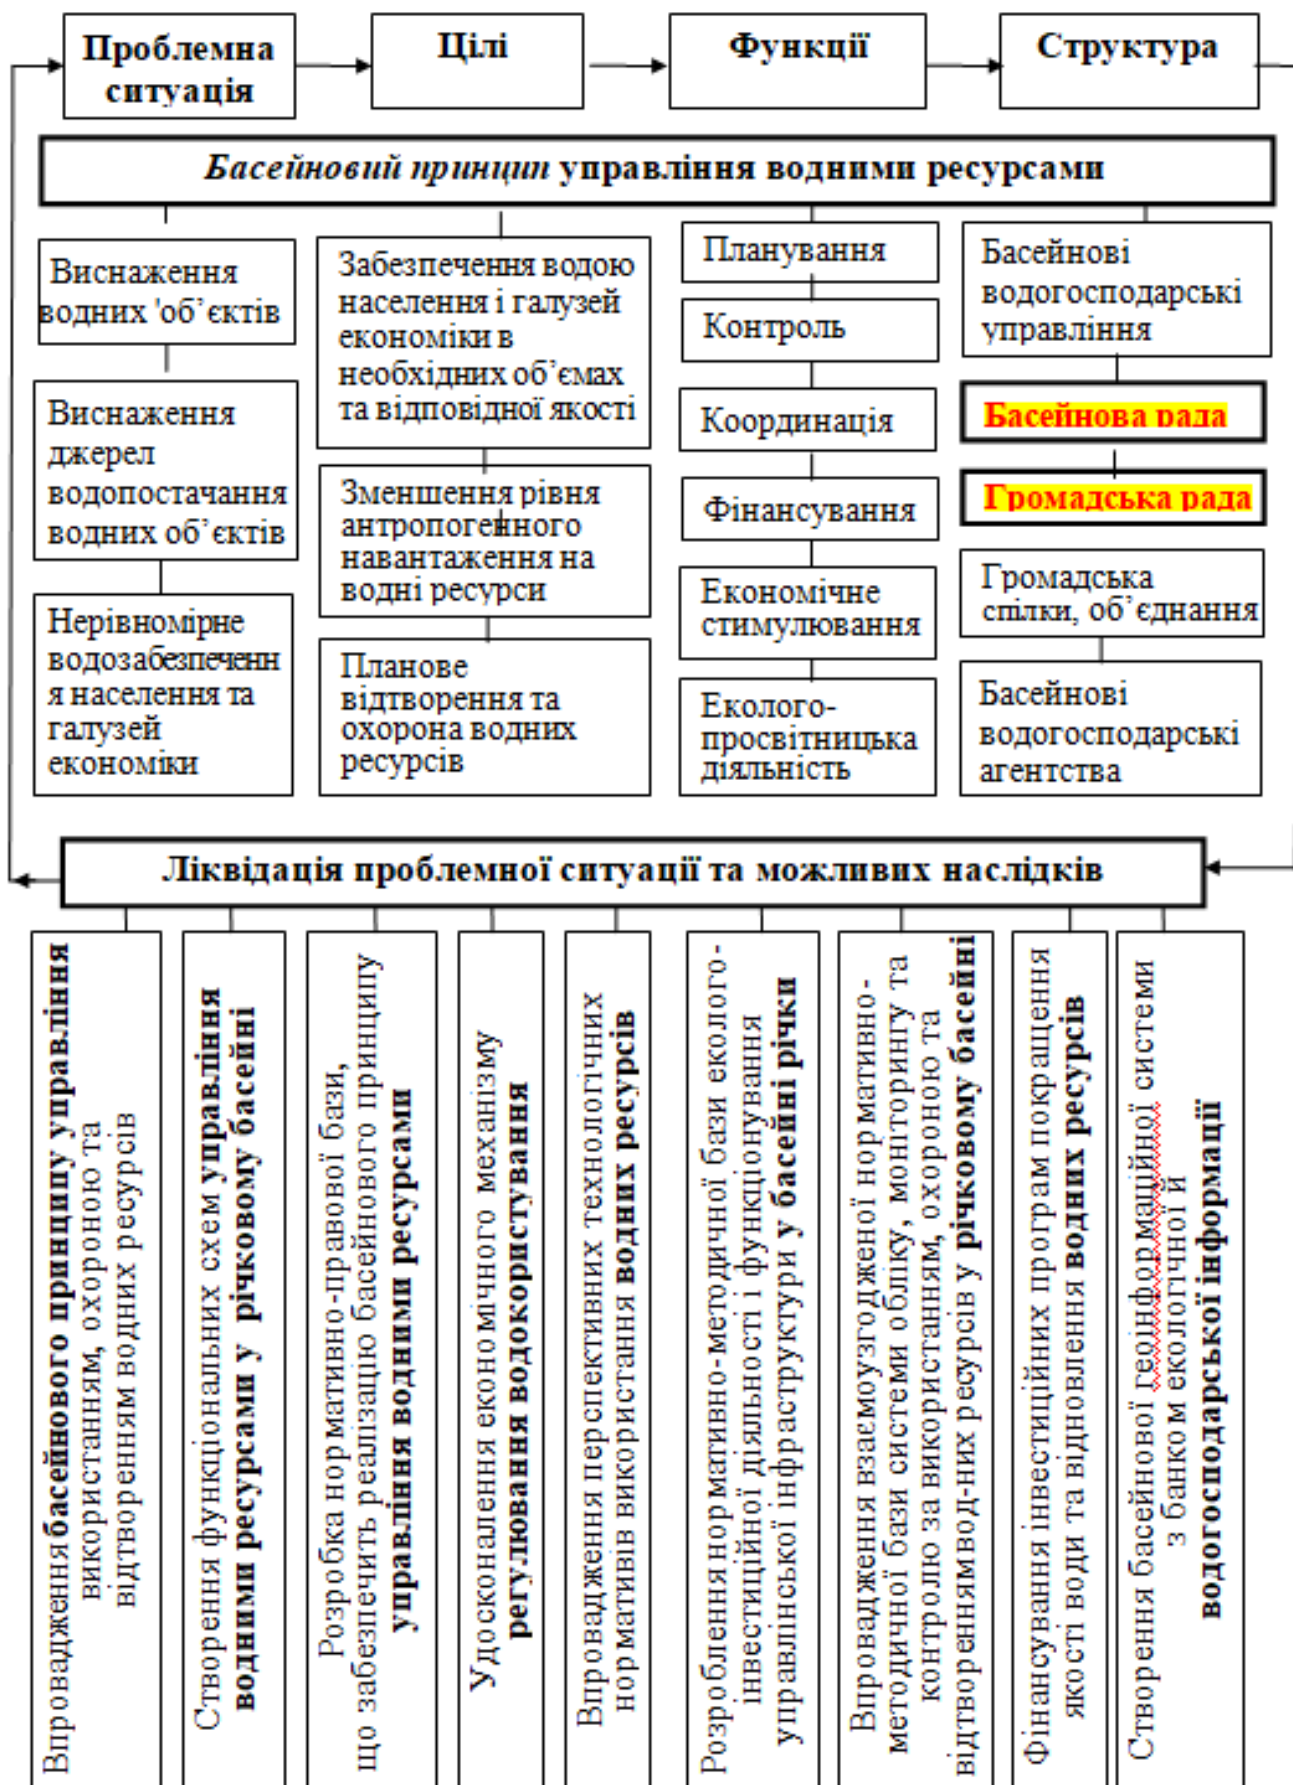 Проблемна
ситуація
Цілі
Функції
Структура
Басейновий принцип управління водними ресурсами
Виснаження
водних 'об’єктів
Виснаження
джерел
водопостачання
водних об’єктів
Нерівномірне
водозабезпеченн
я населення та
галузей
економіки
Забезпечення водою
населення і галузей
економіки в
необхідних об’ємах
та відповідної якості
Зменшення рівня
антропогенного
навантаження на
водні ресурси
Планове
відтворення та
охорона водних
ресурсів
Планування
Контроль
Координація
Фінансування
Економічне
стимулювання
Еколого-
просвітницька
діяльність
Басейнові
водогосподарські
управління
Басейнова рада
Громадська рада
Громадська
спілки, об’єднання
Басейнові
водогосподарські
агентства
Ліквідація проблемної ситуації та можливих наслідків
Впровадження басейнового принципу управління
використанням, охороною та
відтворенням водних ресурсів
Створення функціональних схем управління
водними ресурсами у річковому басейні
Розробка нормативно-правової бази,
що забезпечить реалізацію басейнового принципу
управління водними ресурсами
Удосконалення економічного механізму
регулювання водокористування
Впровадження перспективних технологічних
нормативів використання водних ресурсів
Розроблення нормативно-методичної бази еколого-
інвестиційної діяльності і функціонування
управлінської інфраструктури у басейні річки
Впровадження взаємоузгодженої нормативно-
методичної бази системи обліку, моніторингу та
контролю за використанням, охороною та
відтвореннямвод-них ресурсів у річковому басейні
Фінансування інвестиційних програм покращення
якості води та відновлення водних ресурсів
Створення басейнової геоінформаційної системи
з банком екологічної й
водогосподарської інформації